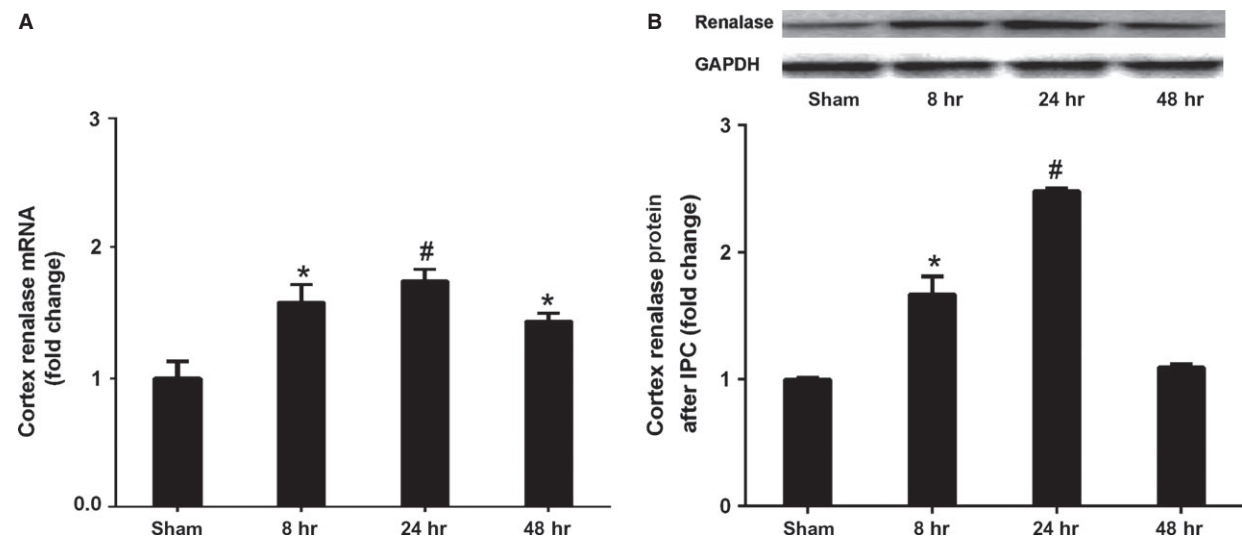 A
Cortex renalase mRNA
(fold change)
3
2
1
0.0
*
#
*
Sham 8 hr 24 hr 48 hr
B
Renalase
GAPDH
Sham 8 hr 24 hr 48 hr
Cortex renalase protein
after IPC (fold change)
3
2
1
0
*
#
Sham 8 hr 24 hr 48 hr